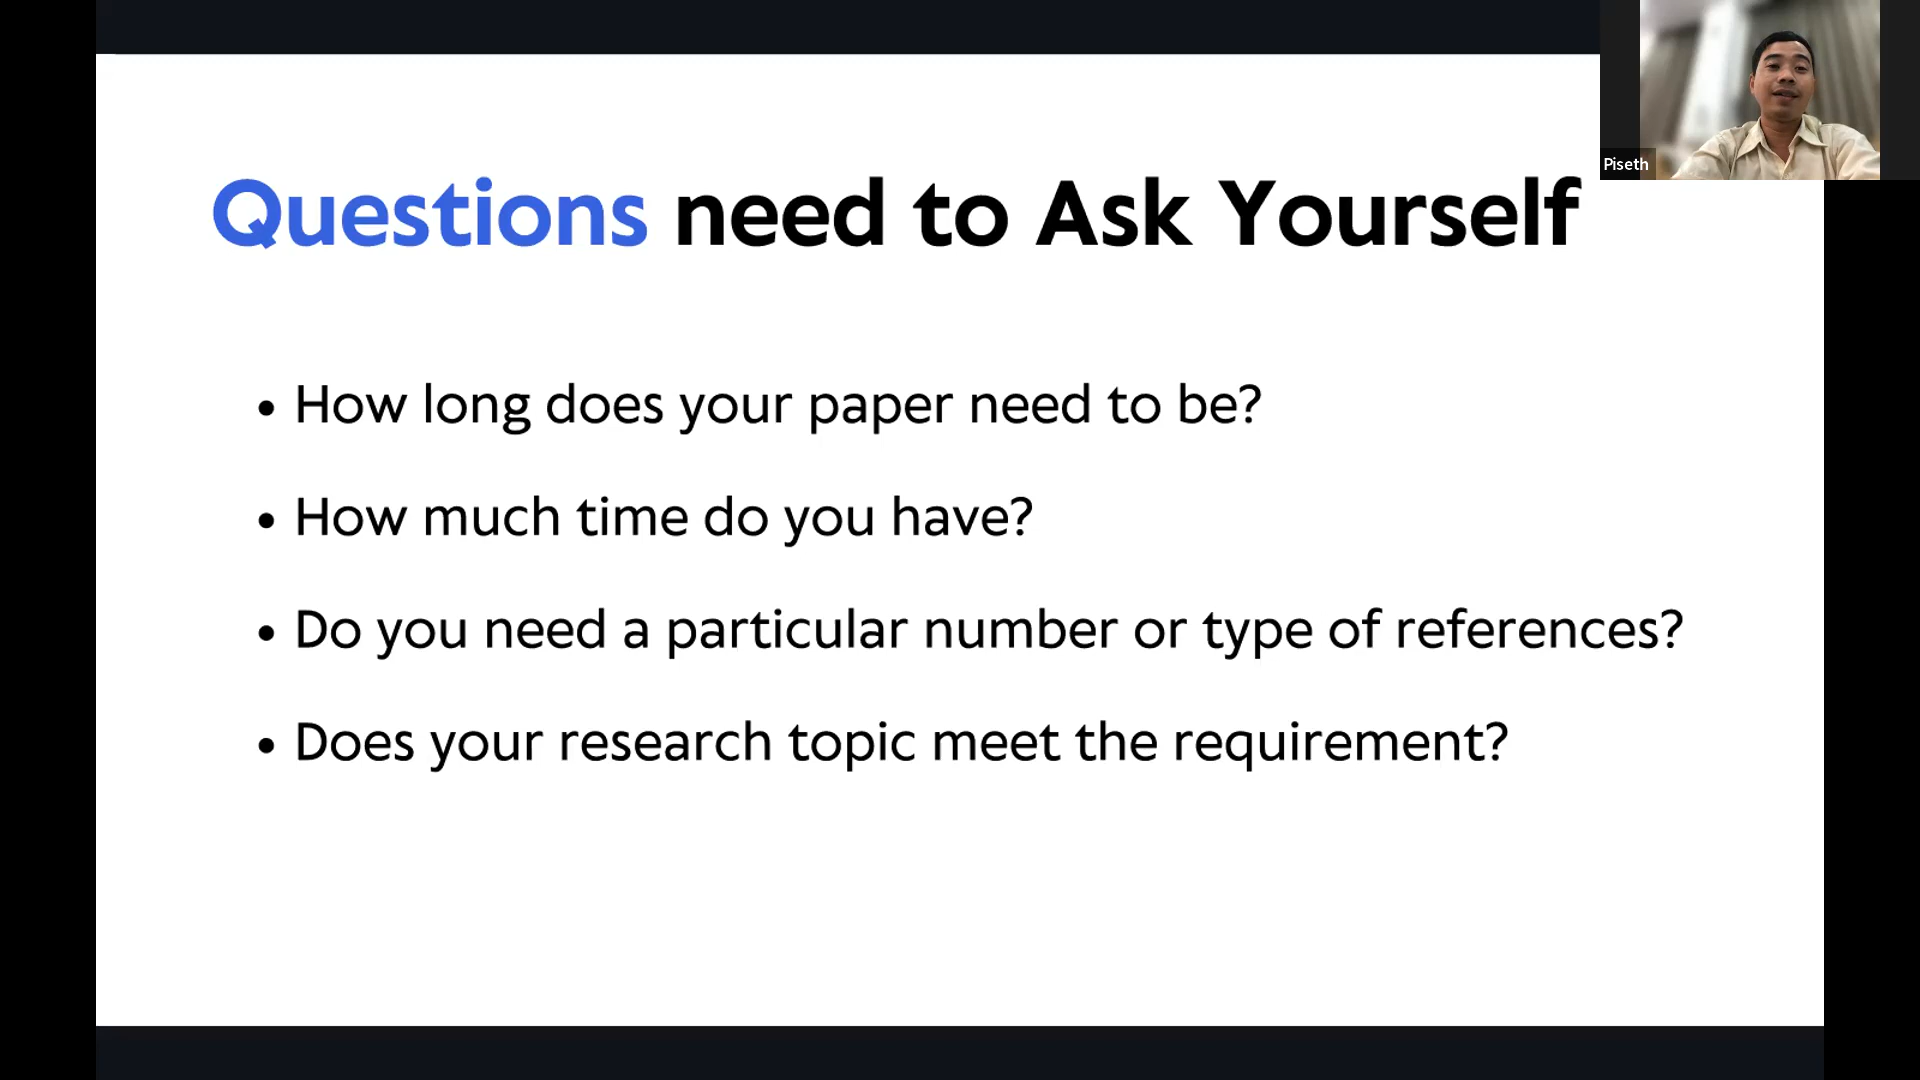 Piseth
Questions need to Ask Yourself
• How long does your paper need to be?
• How much time do you have?
• Do you need a particular number or type of references?
• Does your research topic meet the requirement?